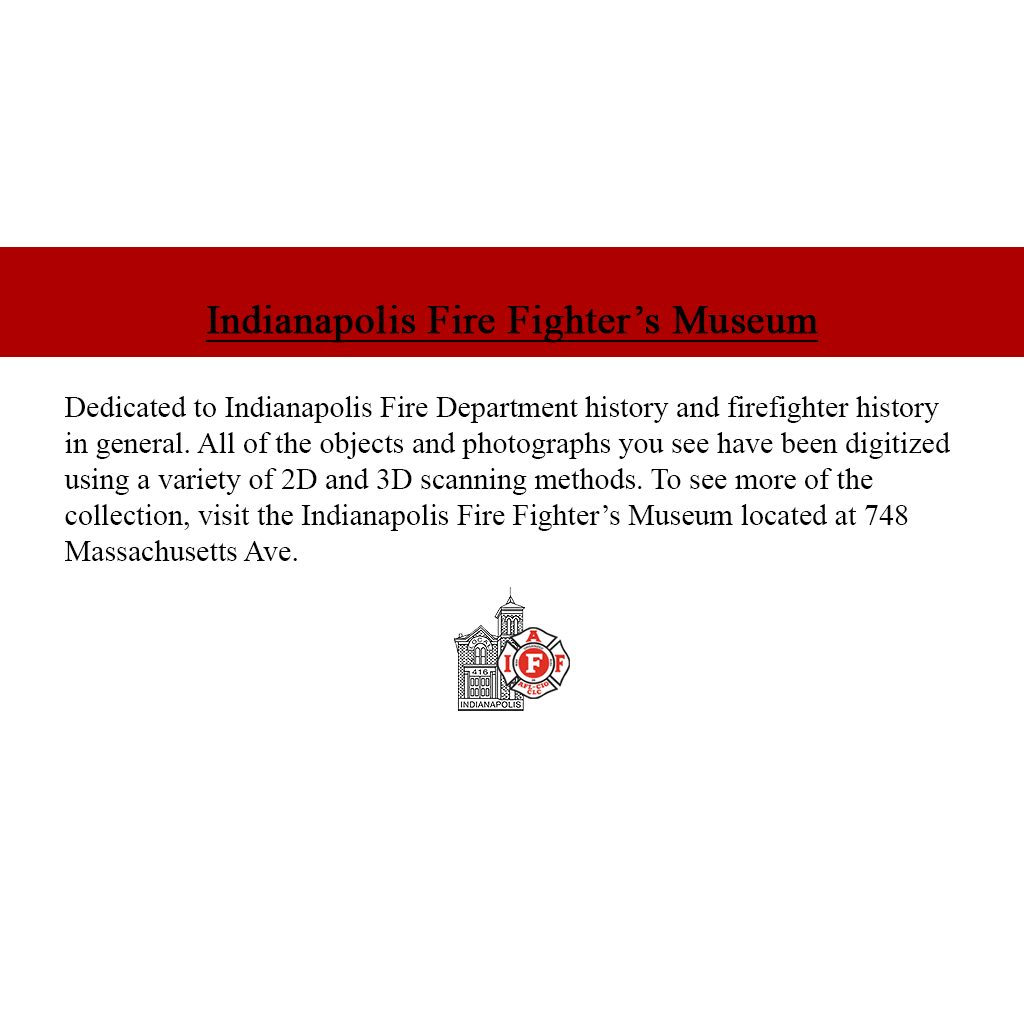 Indianapolis Fire Fighter’s Museum
Dedicated to Indianapolis Fire Department history and firefighter history
in general. All of the objects and photographs you see have been digitized
using a variety of 2D and 3D scanning methods. To see more of the
collection, visit the Indianapolis Fire Fighter’s Museum located at 748
Massachusetts Ave.
A
I F F
AFL-CIO
CLC
416
INDIANAPOLIS